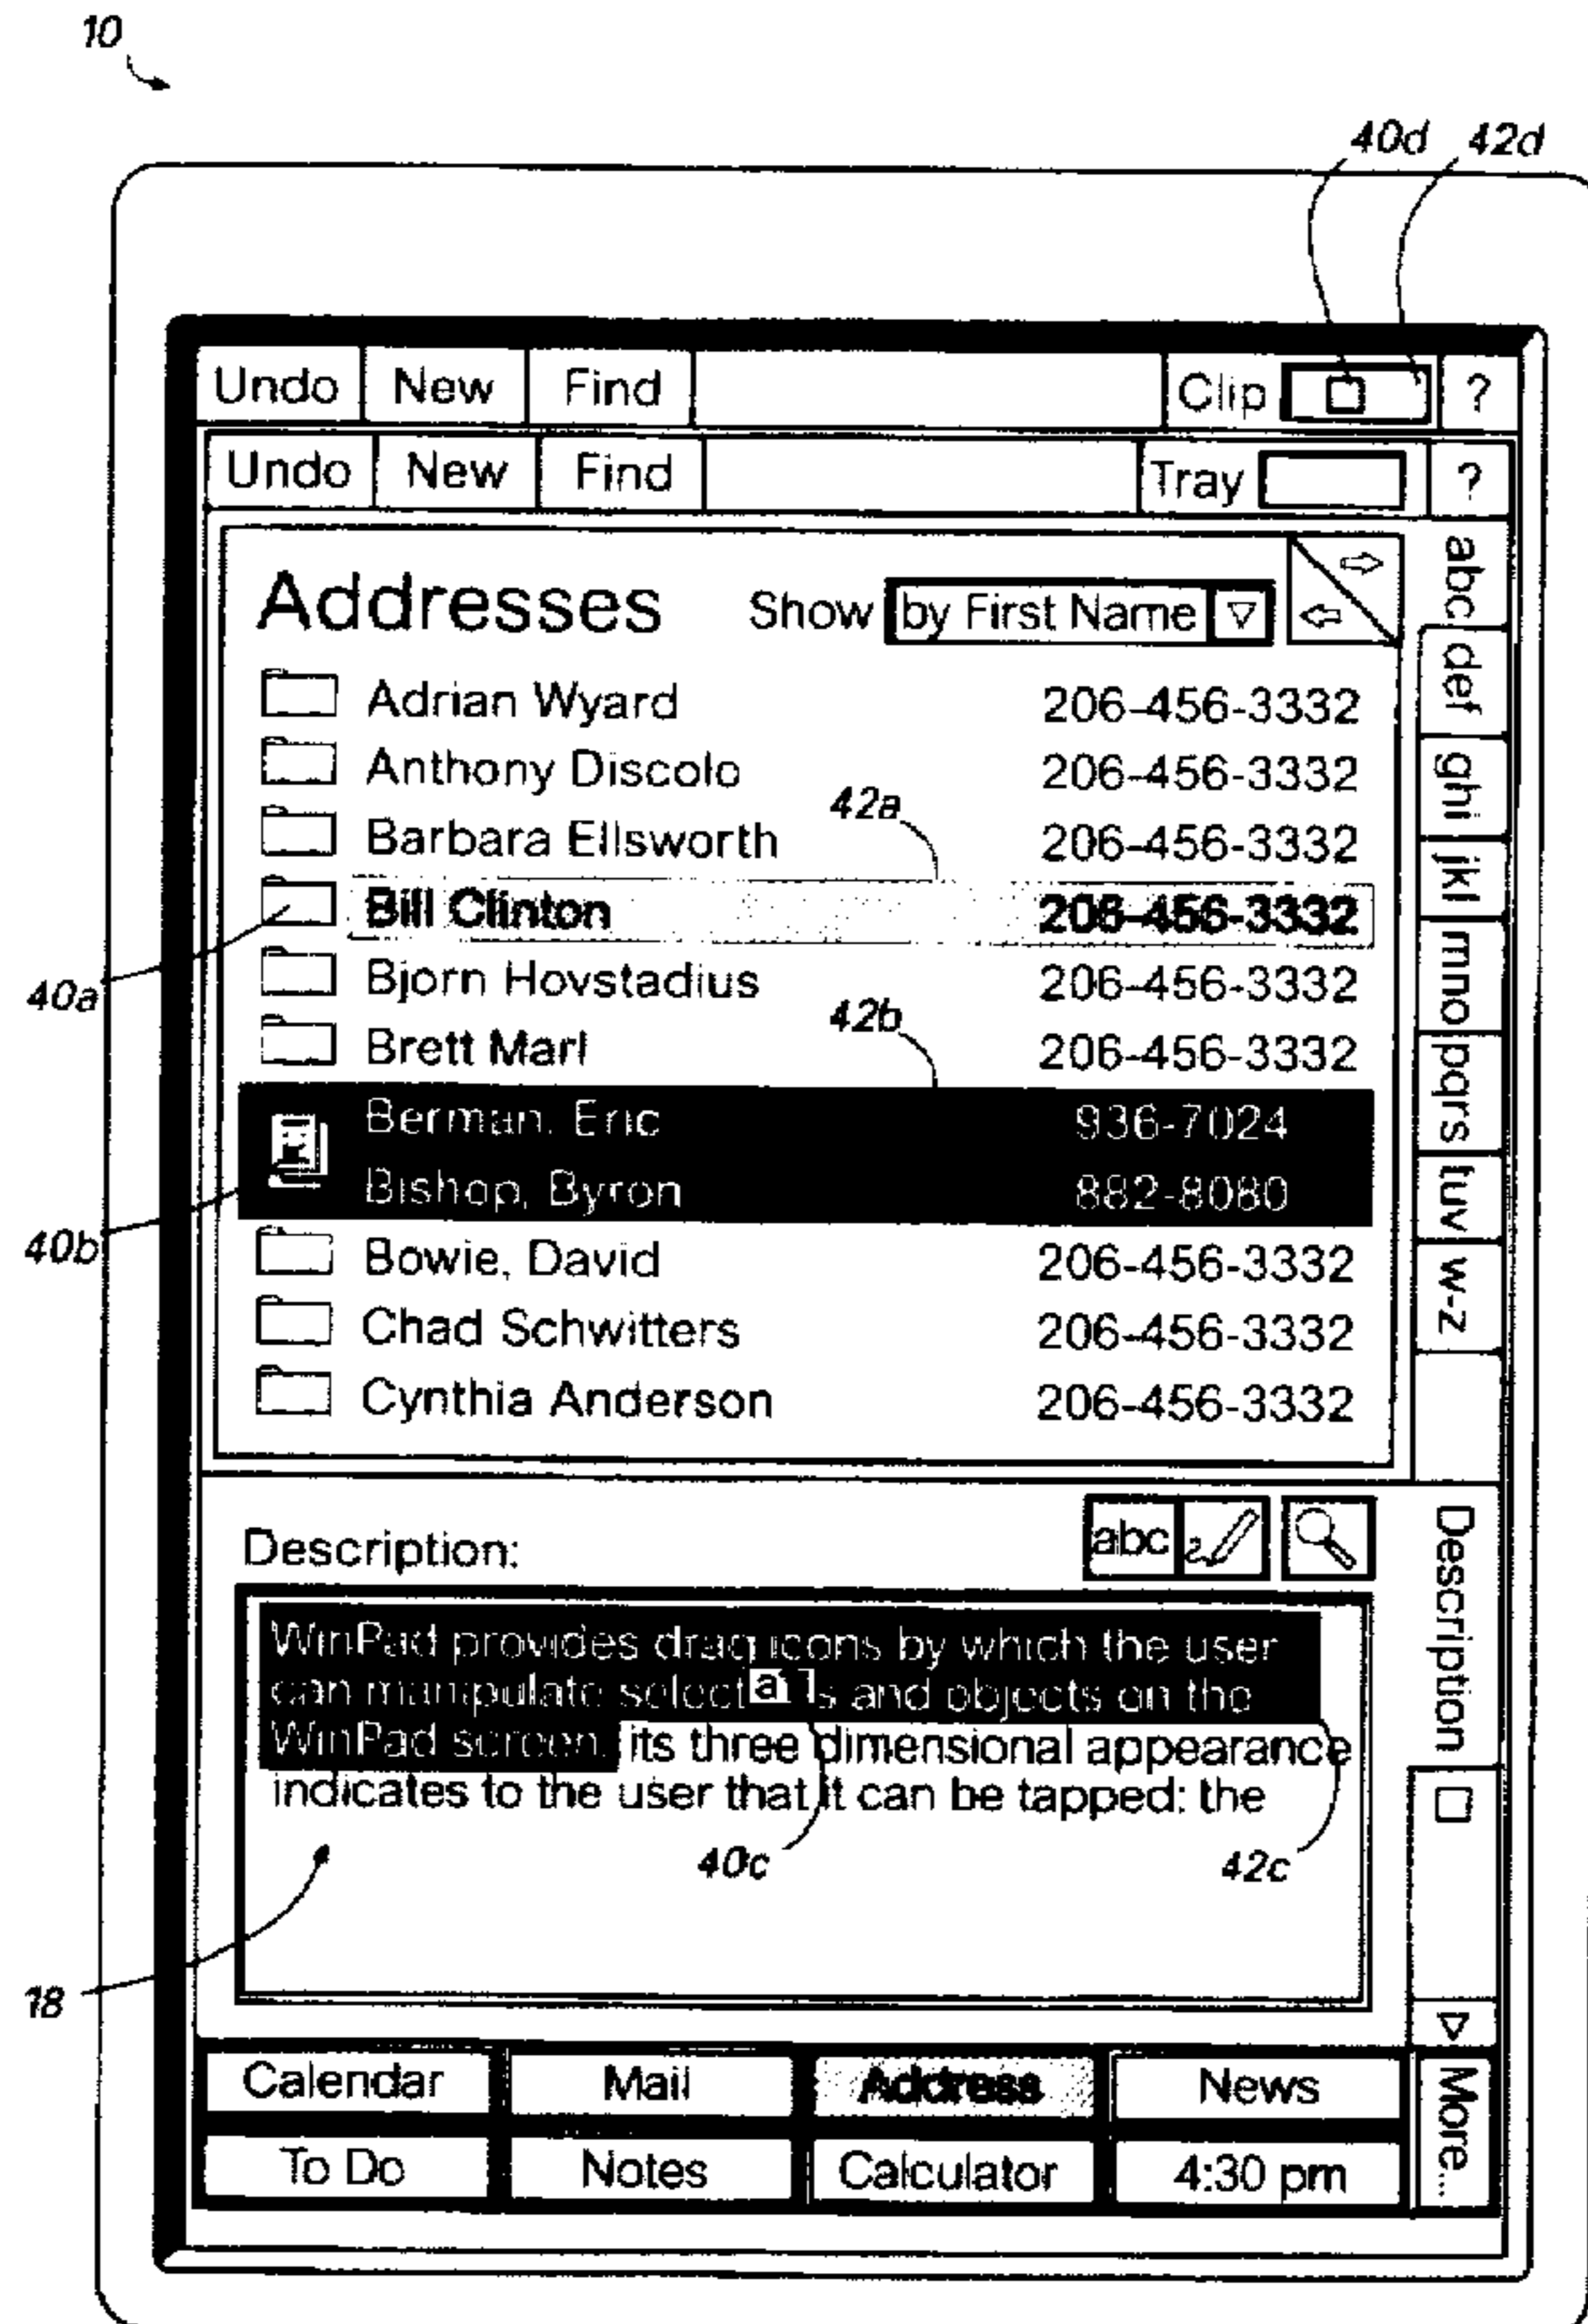 10
40d 42d
Undo New Find Clip ?
Undo New Find Tray ?
Addresses Show by First Name
Adrian Wyard 206-456-3332
Anthony Discolo 206-456-3332
42a
Barbara Ellsworth 206-456-3332
Bill Clinton 206-456-3332
40a
Bjorn Hovstadius 206-456-3332
42b
Brett Marl 206-456-3332
Berman, Eric 936-7024
Bishop, Byron 882-8080
40b
Bowie, David 206-456-3332
Chad Schwitters 206-456-3332
Cynthia Anderson 206-456-3332
abc
def
ghi
jkl
mno
pqrs
tuv
w-z
Description: abc
WinPad provides drag icons by which the user
can manipulate select a s and objects on the
WinPad screen. its three dimensional appearance
indicates to the user that it can be tapped: the
40c 42c
18
Description
Calendar Mail Address News
To Do Notes Calculator 4:30 pm
More...